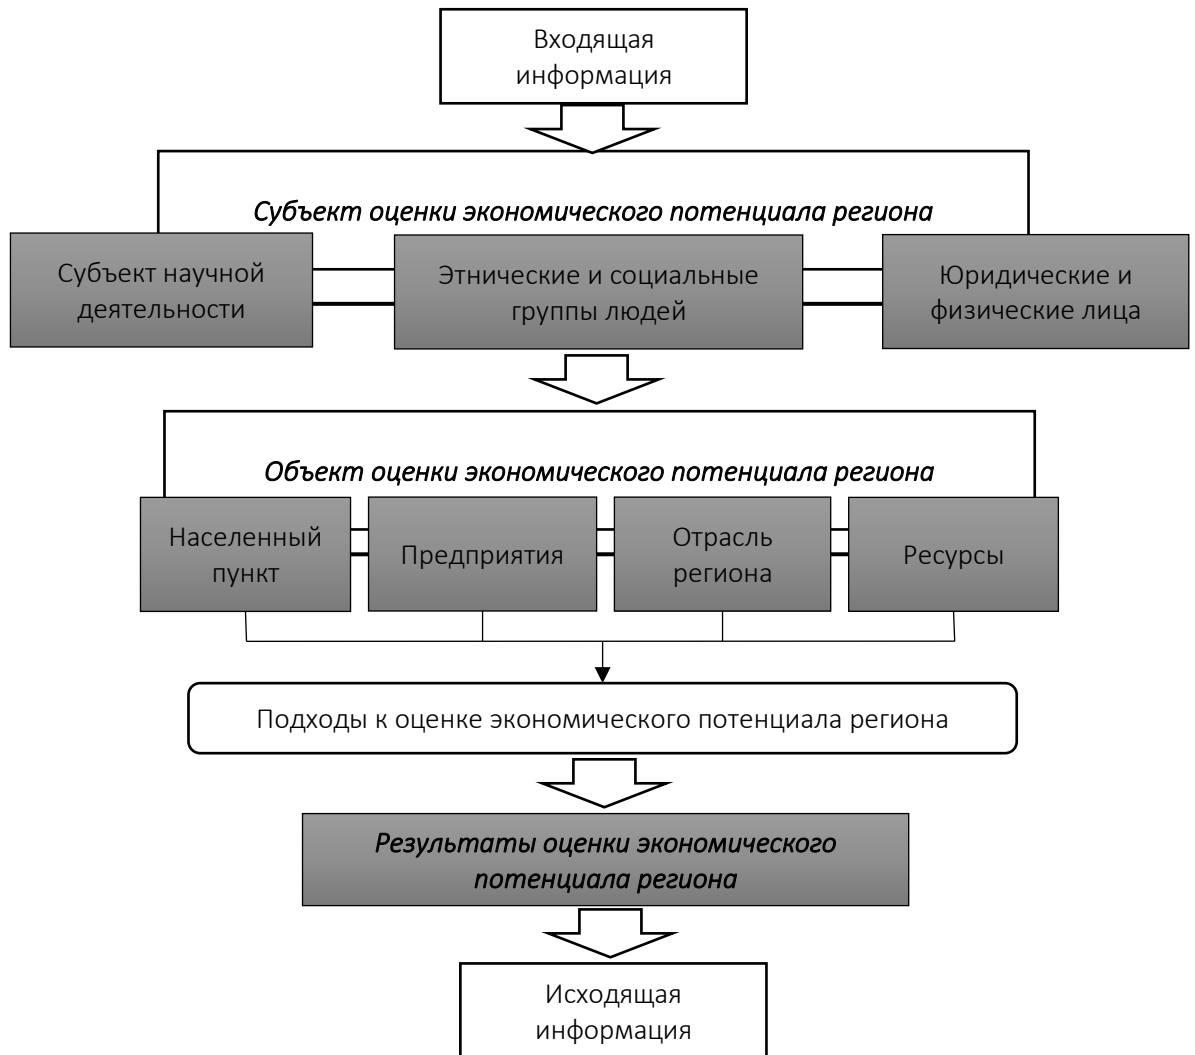 Входящая
информация
Субъект оценки экономического потенциала региона
Субъект научной
деятельности
Этнические и социальные
группы людей
Юридические и
физические лица
Объект оценки экономического потенциала региона
Населенный
пункт
Предприятия
Отрасль
региона
Ресурсы
Подходы к оценке экономического потенциала региона
Результаты оценки экономического
потенциала региона
Исходящая
информация